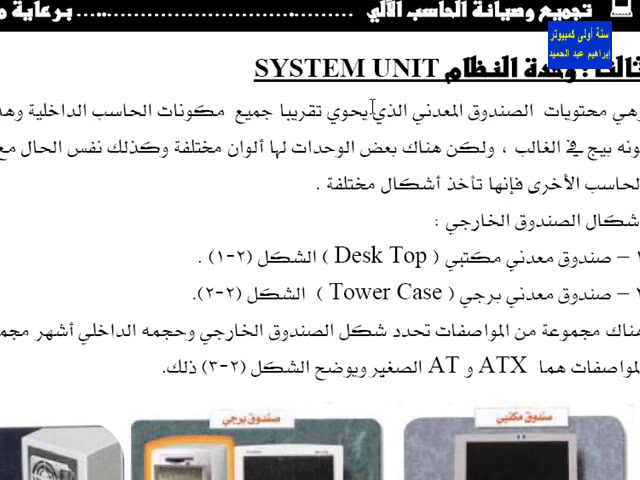 تجميع وصيانة الحاسب الآلي ........................................ برعاية
سنة أولى كمبيوتر
إبراهيم عبد الحميد
النظام SYSTEM UNIT
وهي محتويات الصندوق المعدني الذي يحوي تقريبا جميع مكونات الحاسب الداخلية
لونه بيج في الغالب ، ولكن هناك بعض الوحدات لها ألوان مختلفة وكذلك نفس الحال مع
الحاسب الأخرى فإنها تأخذ أشكال مختلفة .
أشكال الصندوق الخارجي :
١ – صندوق معدني مكتبي ( Desk Top ) الشكل (٢-١) .
٢ – صندوق معدني برجي ( Tower Case ) الشكل (٢-٢).
هناك مجموعة من المواصفات تحدد شكل الصندوق الخارجي وحجمه الداخلي أشهر
المواصفات هما ATX و AT الصغير ويوضح الشكل (٢-٣) ذلك.
صندوق مكتبي
صندوق برجي